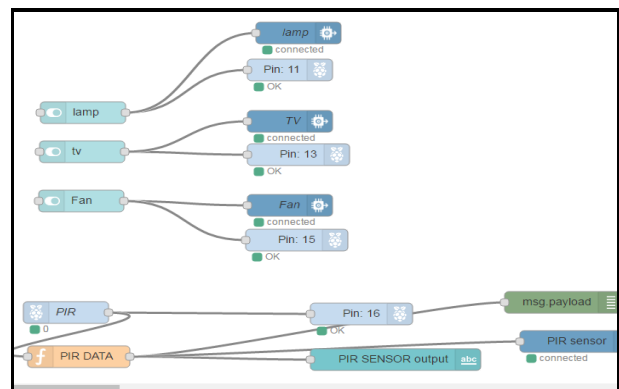 lamp
connected
Pin: 11
OK
lamp
TV
connected
tv
Pin: 13
OK
Fan
Fan
connected
Pin: 15
OK
PIR
0
Pin: 16
OK
msg.payload
PIR sensor
connected
f
PIR DATA
PIR SENSOR output
abc